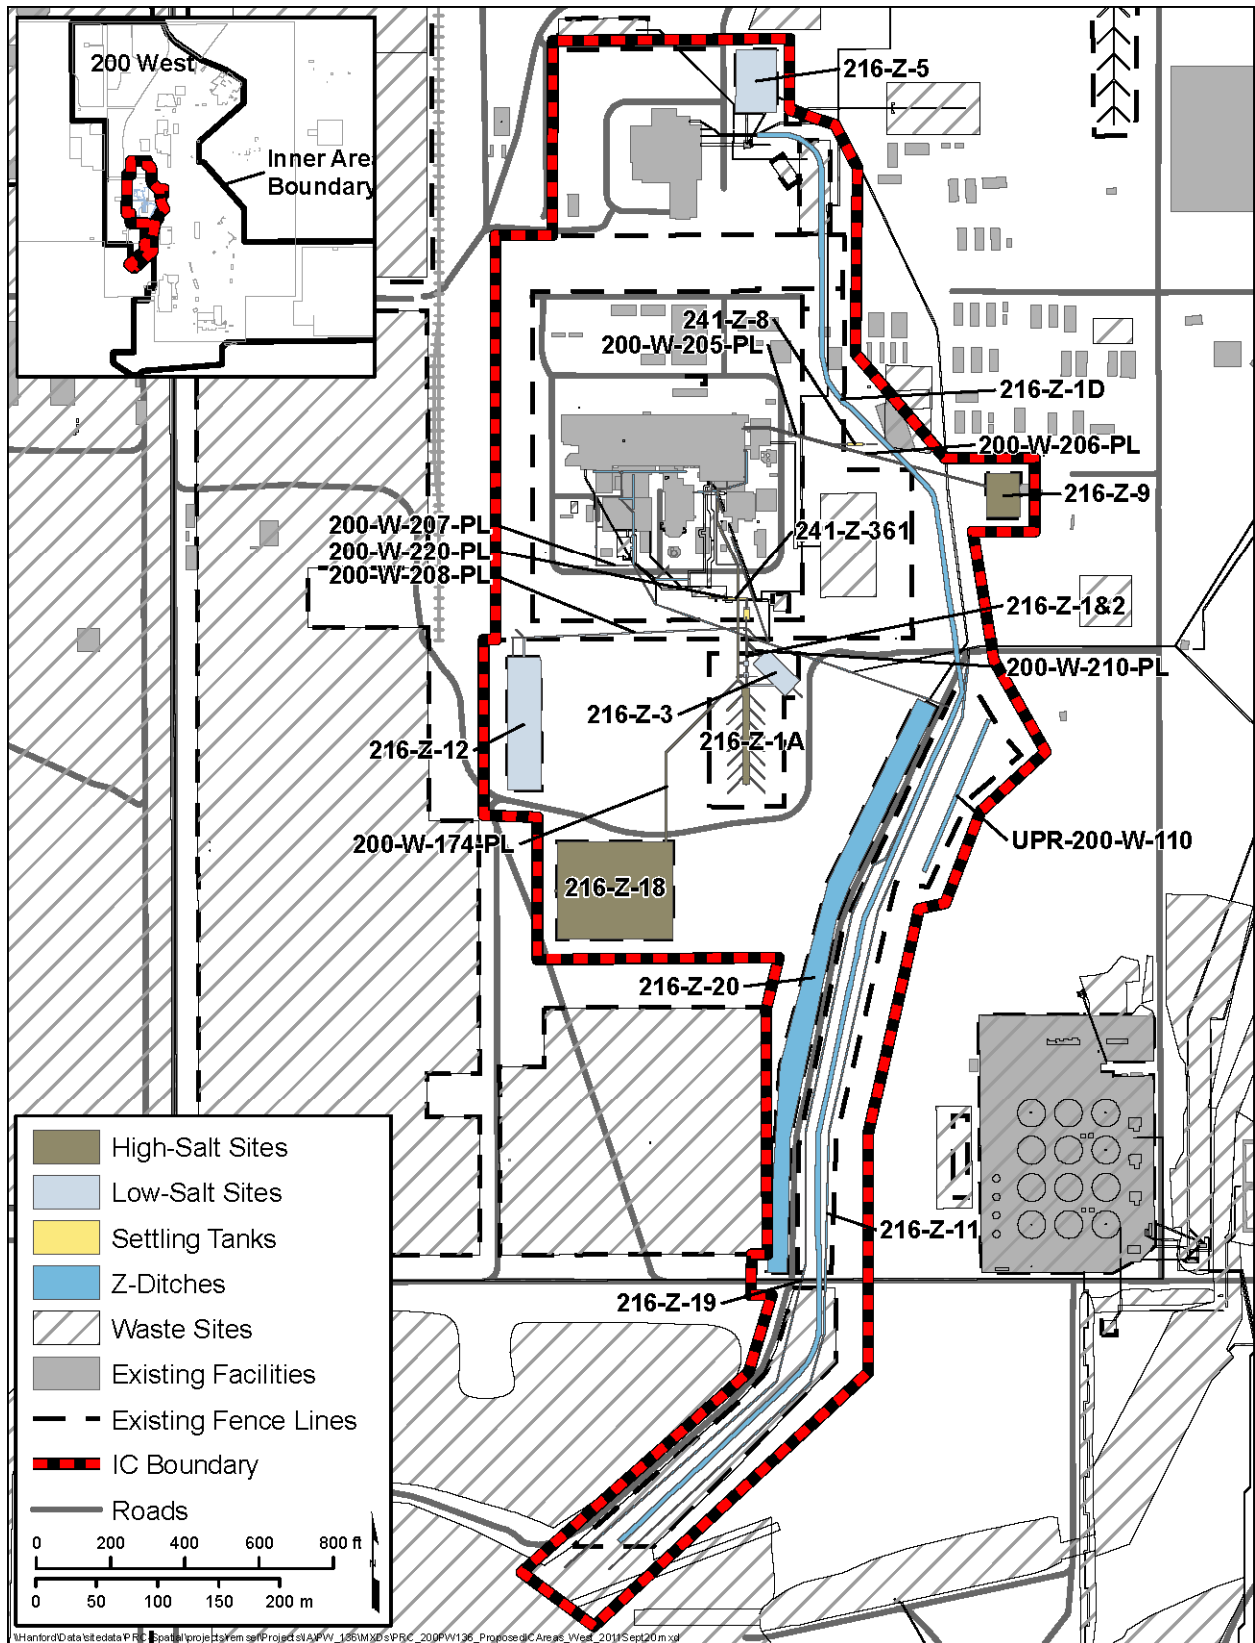 200 West
Inner Are
Boundary
216-Z-5
241-Z-8
200-W-205-PL
216-Z-1D
200-W-206-PL
216-Z-9
200-W-207-PL
241-Z-361
200-W-220-PL
200-W-208-PL
216-Z-1&2
200-W-210-PL
216-Z-3
216-Z-1A
216-Z-12
200-W-174-PL
UPR-200-W-110
216-Z-18
216-Z-20
216-Z-11
216-Z-19
High-Salt Sites
Low-Salt Sites
Settling Tanks
Z-Ditches
Waste Sites
Existing Facilities
Existing Fence Lines
IC Boundary
Roads
0 200 400 600 800 ft
0 50 100 150 200 m